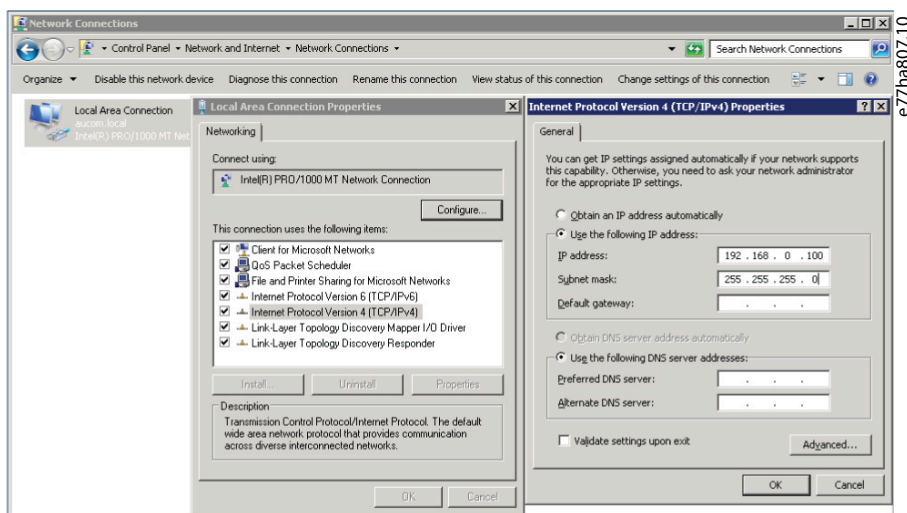 Network Connections
Control Panel Network and Internet Network Connections
Search Network Connections
Organize Disable this network device Diagnose this connection Rename this connection View status of this connection Change settings of this connection
Local Area Connection
aucom.local
Intel(R) PRO/1000 MT Net
Local Area Connection Properties
Networking
Connect using:
Intel(R) PRO/1000 MT Network Connection
Configure...
This connection uses the following items:
Client for Microsoft Networks
QoS Packet Scheduler
File and Printer Sharing for Microsoft Networks
Internet Protocol Version 6 (TCP/IPv6)
Internet Protocol Version 4 (TCP/IPv4)
Link-Layer Topology Discovery Mapper I/O Driver
Link-Layer Topology Discovery Responder
Install...
Uninstall
Properties
Description
Transmission Control Protocol/Internet Protocol. The default
wide area network protocol that provides communication
across diverse interconnected networks.
OK
Cancel
Internet Protocol Version 4 (TCP/IPv4) Properties
General
You can get IP settings assigned automatically if your network supports
this capability. Otherwise, you need to ask your network administrator
for the appropriate IP settings.
Obtain an IP address automatically
Use the following IP address:
IP address: 192 . 168 . 0 . 100
Subnet mask: 255 . 255 . 255 . 0
Default gateway: . . .
Obtain DNS server address automatically
Use the following DNS server addresses:
Preferred DNS server: . . .
Alternate DNS server: . . .
Validate settings upon exit
Advanced...
OK
Cancel
e77ha807.10